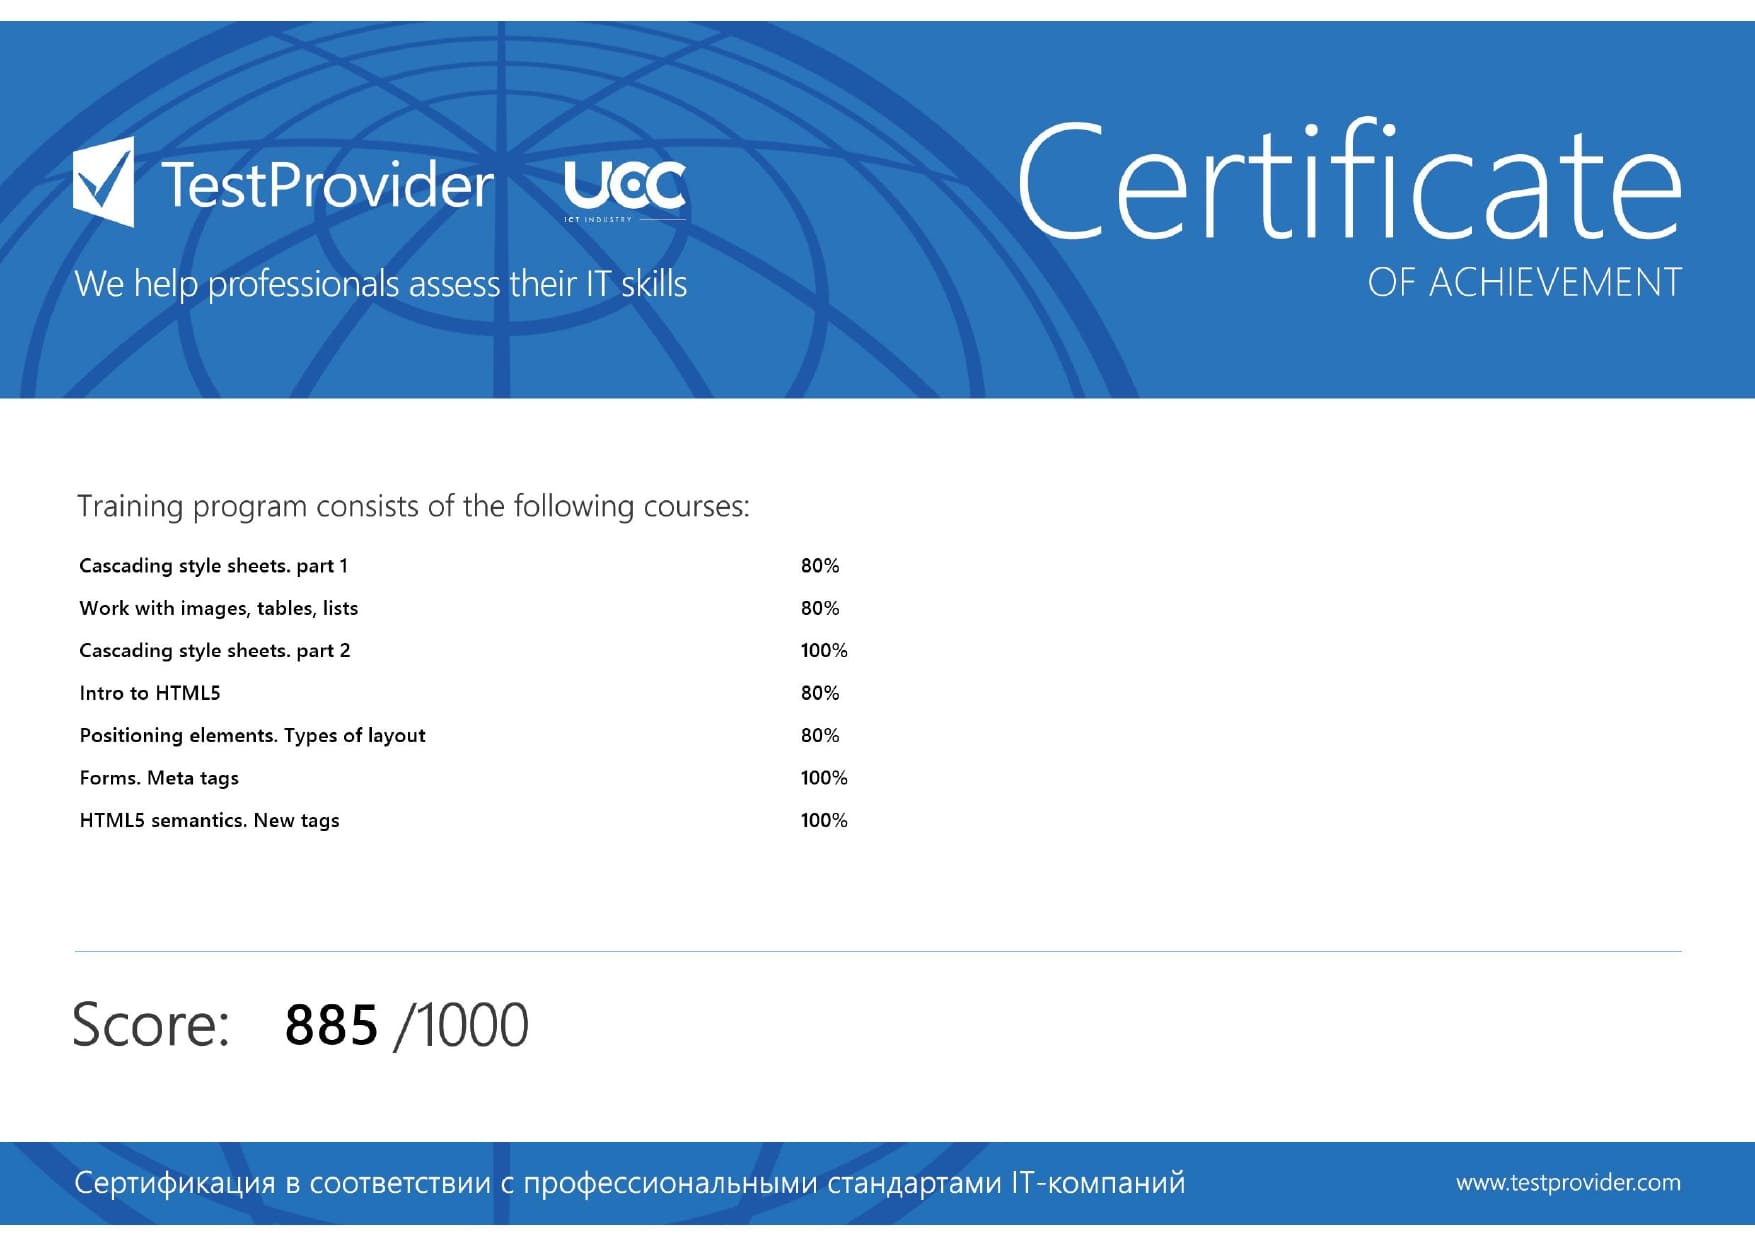 TestProvider
UCC
ICT INDUSTRY
We help professionals assess their IT skills
Certificate
OF ACHIEVEMENT
Training program consists of the following courses:
Cascading style sheets. part 1 80%
Work with images, tables, lists 80%
Cascading style sheets. part 2 100%
Intro to HTML5 80%
Positioning elements. Types of layout 80%
Forms. Meta tags 100%
HTML5 semantics. New tags 100%
Score: 885 /1000
Сертификация в соответствии с профессиональными стандартами IT-компаний
www.testprovider.com